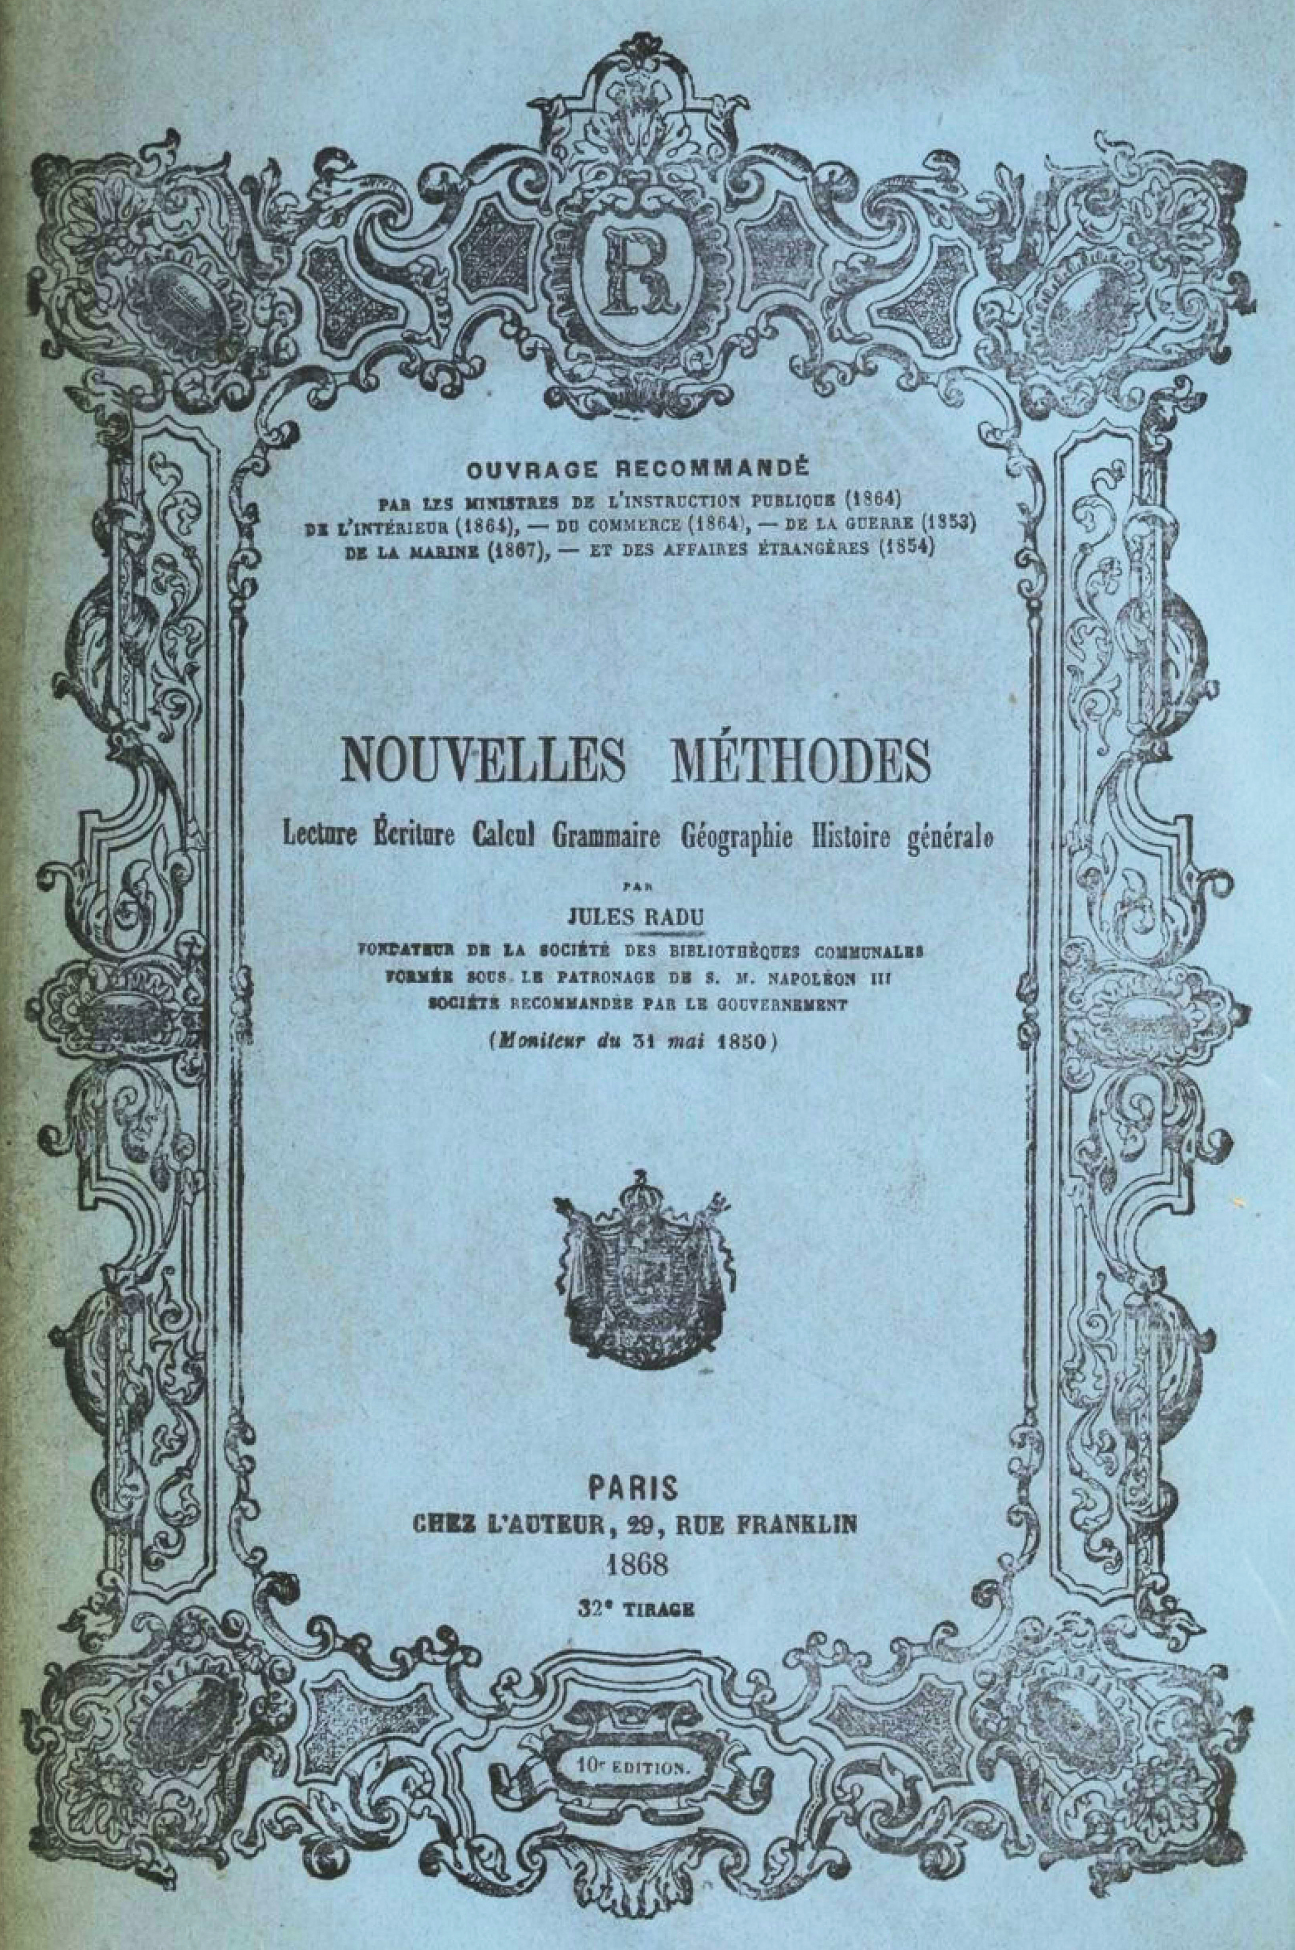 R
OUVRAGE RECOMMANDÉ
PAR LES MINISTRES DE L'INSTRUCTION PUBLIQUE (1864)
DE L'INTÉRIEUR (1864), — DU COMMERCE (1864), — DE LA GUERRE (1853)
DE LA MARINE (1867), — ET DES AFFAIRES ÉTRANGÈRES (1854)
NOUVELLES MÉTHODES
Lecture Écriture Calcul Grammaire Géographie Histoire générale
PAR
JULES RADU
FONDATEUR DE LA SOCIÉTÉ DES BIBLIOTHÈQUES COMMUNALES
FORMÉE SOUS LE PATRONAGE DE S. M. NAPOLÉON III
SOCIÉTÉ RECOMMANDÉE PAR LE GOUVERNEMENT
(Moniteur du 31 mai 1850)
PARIS
CHEZ L'AUTEUR, 29, RUE FRANKLIN
1868
32e TIRAGE
10e EDITION.